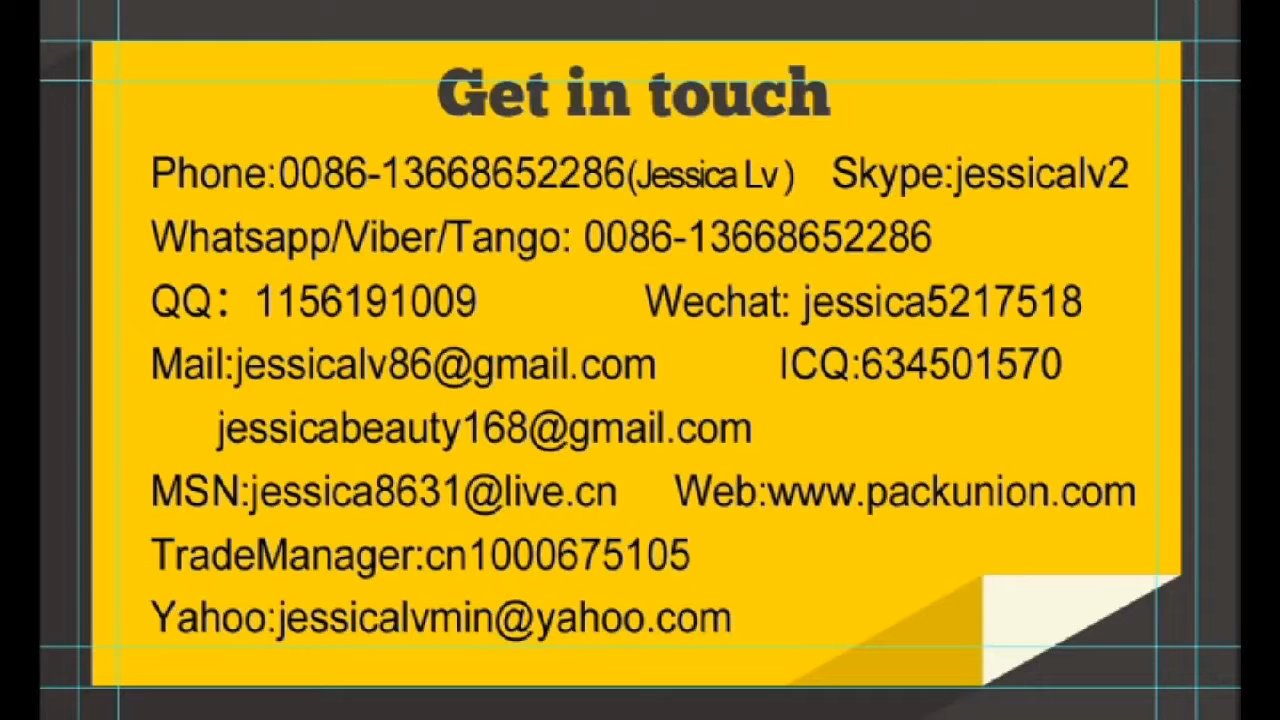 Get in touch
Phone:0086-13668652286(Jessica Lv ) Skype:jessicalv2
Whatsapp/Viber/Tango: 0086-13668652286
QQ：1156191009 Wechat: jessica5217518
Mail:jessicalv86@gmail.com ICQ:634501570
jessicabeauty168@gmail.com
MSN:jessica8631@live.cn Web:www.packunion.com
TradeManager:cn1000675105
Yahoo:jessicalvmin@yahoo.com